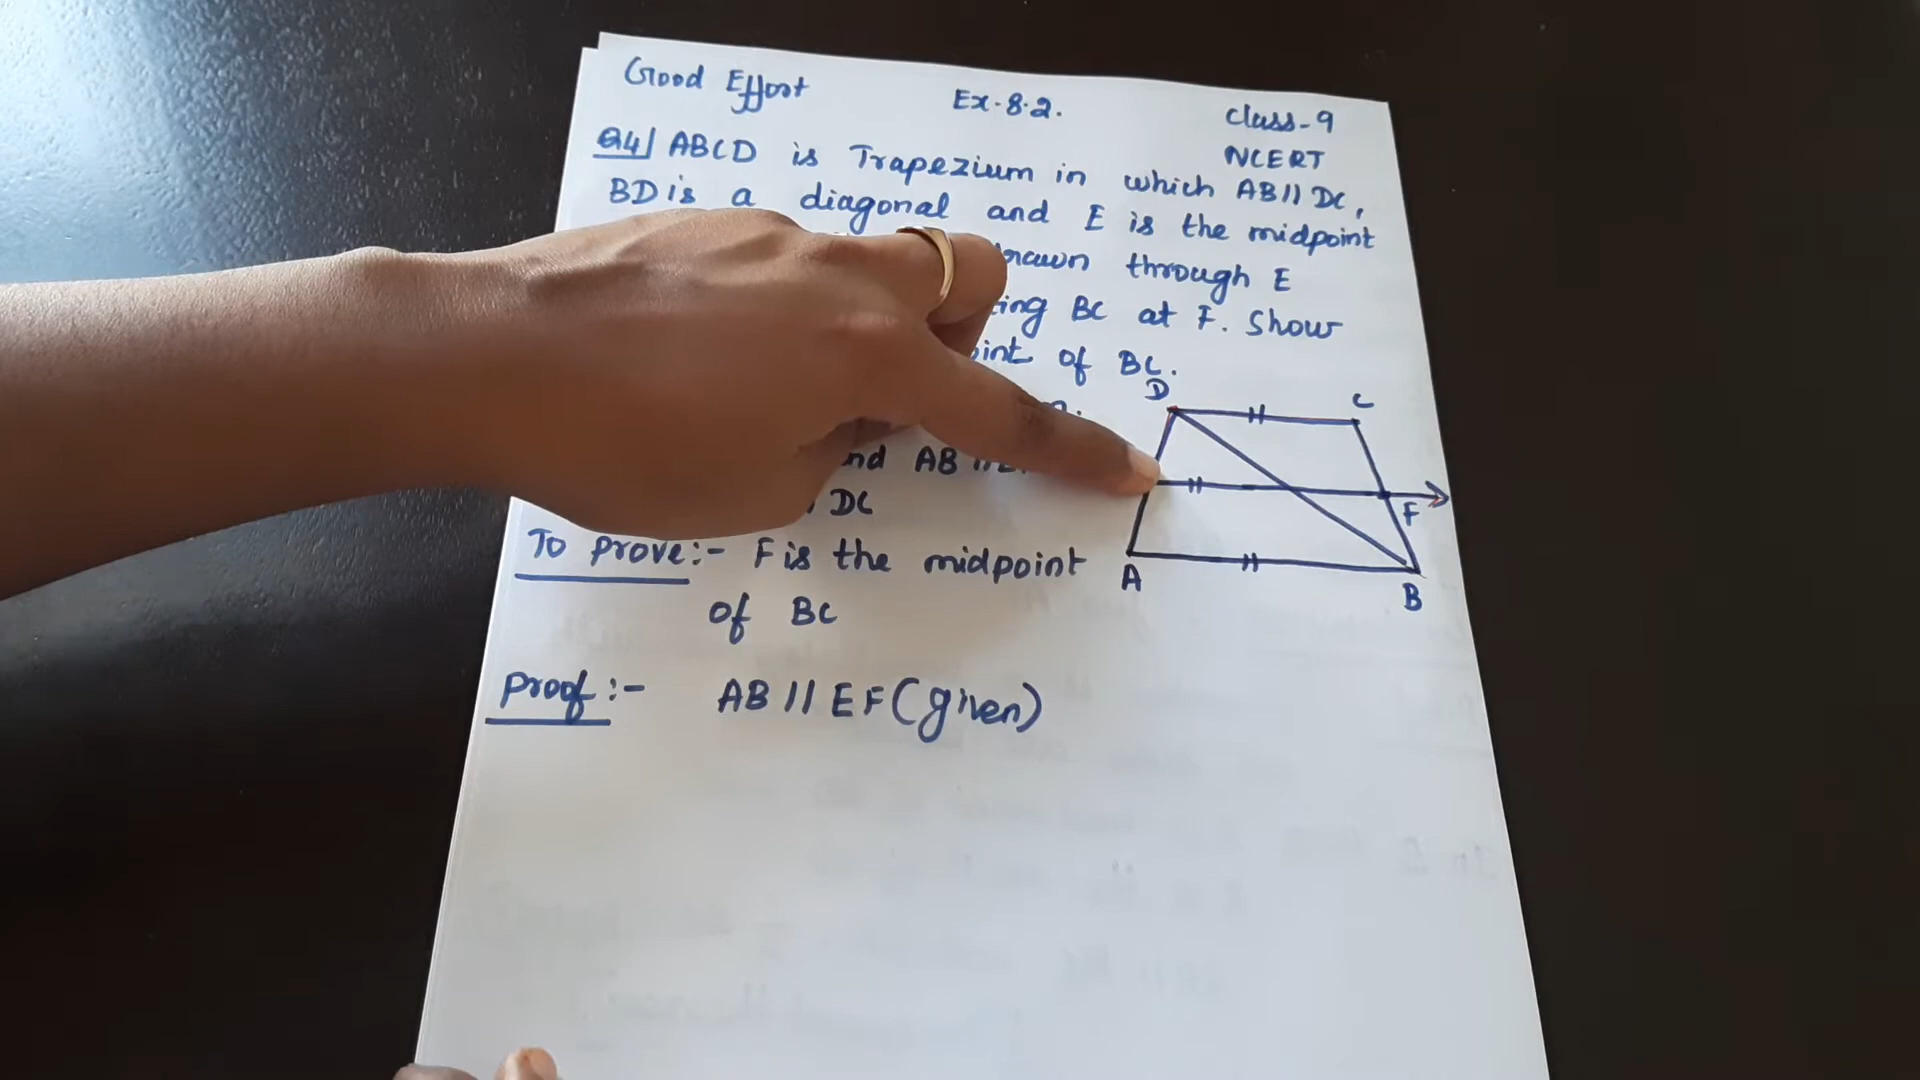 Good Effort
Ex-8.2.
Class-9
NCERT
Q4| ABCD is Trapezium in which AB || DC,
BD is a diagonal and E is the midpoint
through E
BC at F. Show
of BC.
D
C
AB ||
DC
F
To prove:- F is the midpoint
of BC
A
B
Proof:- AB || EF (given)